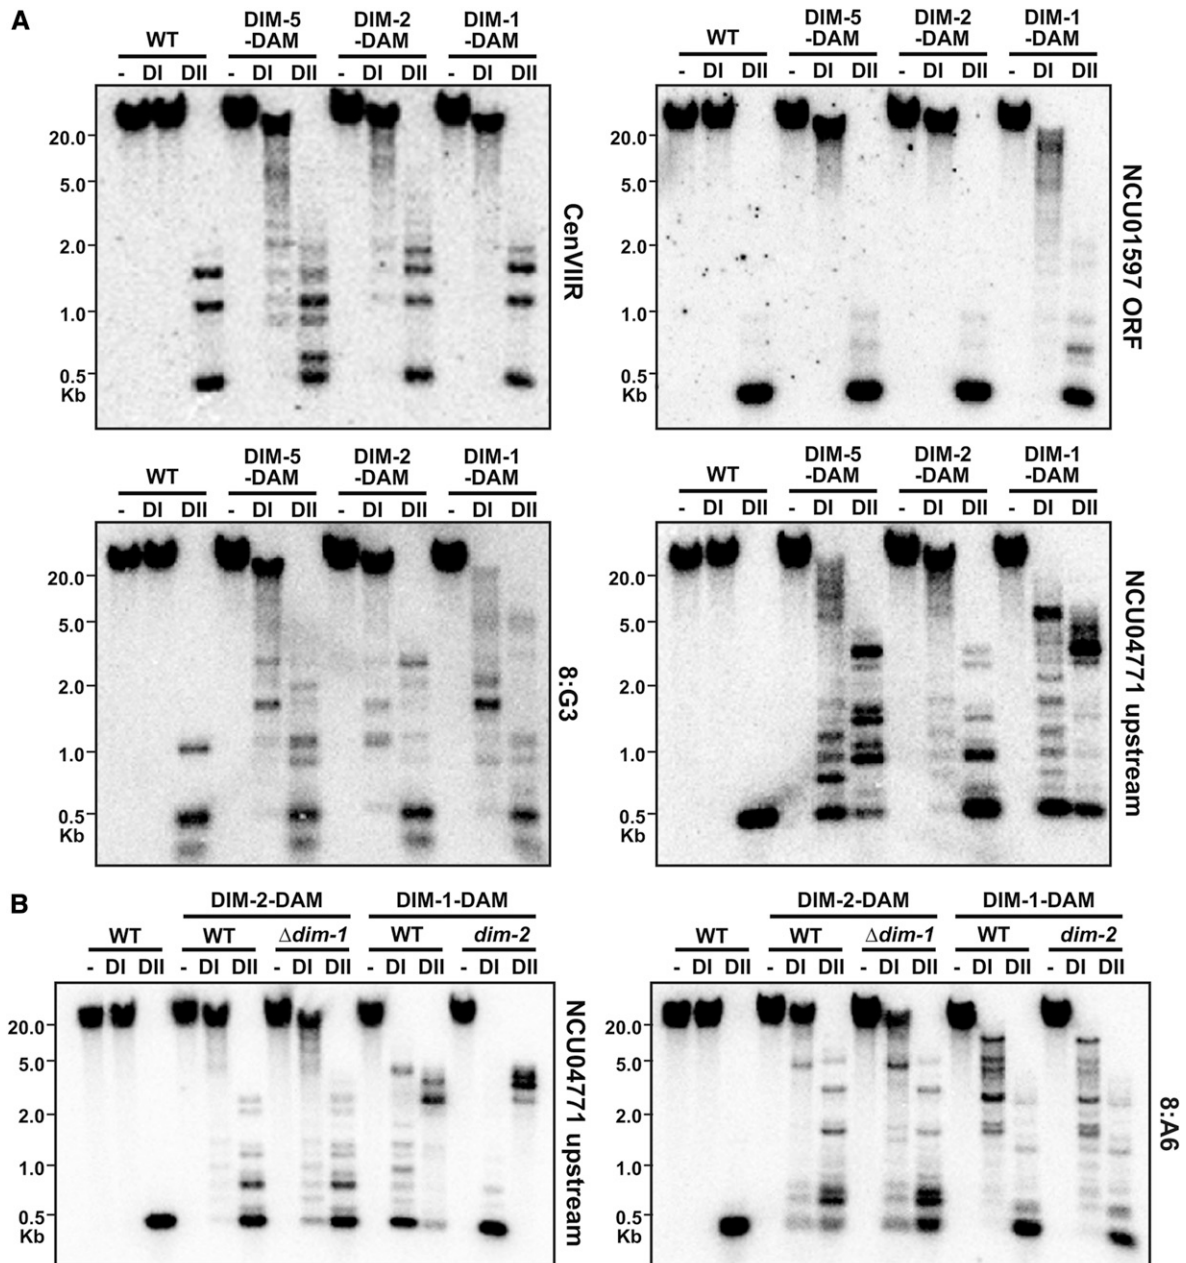 A
WT
DIM-5
-DAM
DIM-2
-DAM
DIM-1
-DAM
- DI DII - DI DII - DI DII - DI DII
20.0
5.0
2.0
1.0
0.5
Kb
CenVIIR
WT
DIM-5
-DAM
DIM-2
-DAM
DIM-1
-DAM
- DI DII - DI DII - DI DII - DI DII
20.0
5.0
2.0
1.0
0.5
Kb
NCU01597 ORF
WT
DIM-5
-DAM
DIM-2
-DAM
DIM-1
-DAM
- DI DII - DI DII - DI DII - DI DII
20.0
5.0
2.0
1.0
0.5
Kb
8:G3
WT
DIM-5
-DAM
DIM-2
-DAM
DIM-1
-DAM
- DI DII - DI DII - DI DII - DI DII
20.0
5.0
2.0
1.0
0.5
Kb
NCU04771 upstream
B
DIM-2-DAM DIM-1-DAM
WT WT Δdim-1 WT dim-2
- DI DII - DI DII - DI DII - DI DII - DI DII
20.0
5.0
2.0
1.0
0.5
Kb
NCU04771 upstream
DIM-2-DAM DIM-1-DAM
WT WT Δdim-1 WT dim-2
- DI DII - DI DII - DI DII - DI DII - DI DII
20.0
5.0
2.0
1.0
0.5
Kb
8:A6